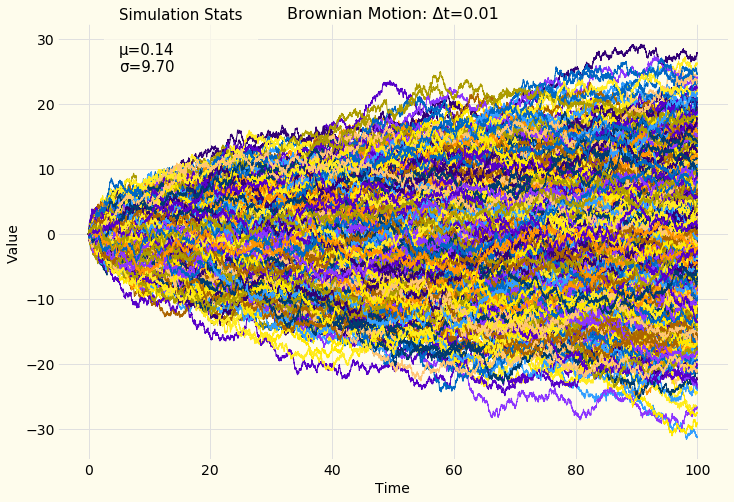 Simulation Stats
μ=0.14
σ=9.70
Brownian Motion: Δt=0.01
Value
30
20
10
0
−10
−20
−30
0
20
40
60
80
100
Time